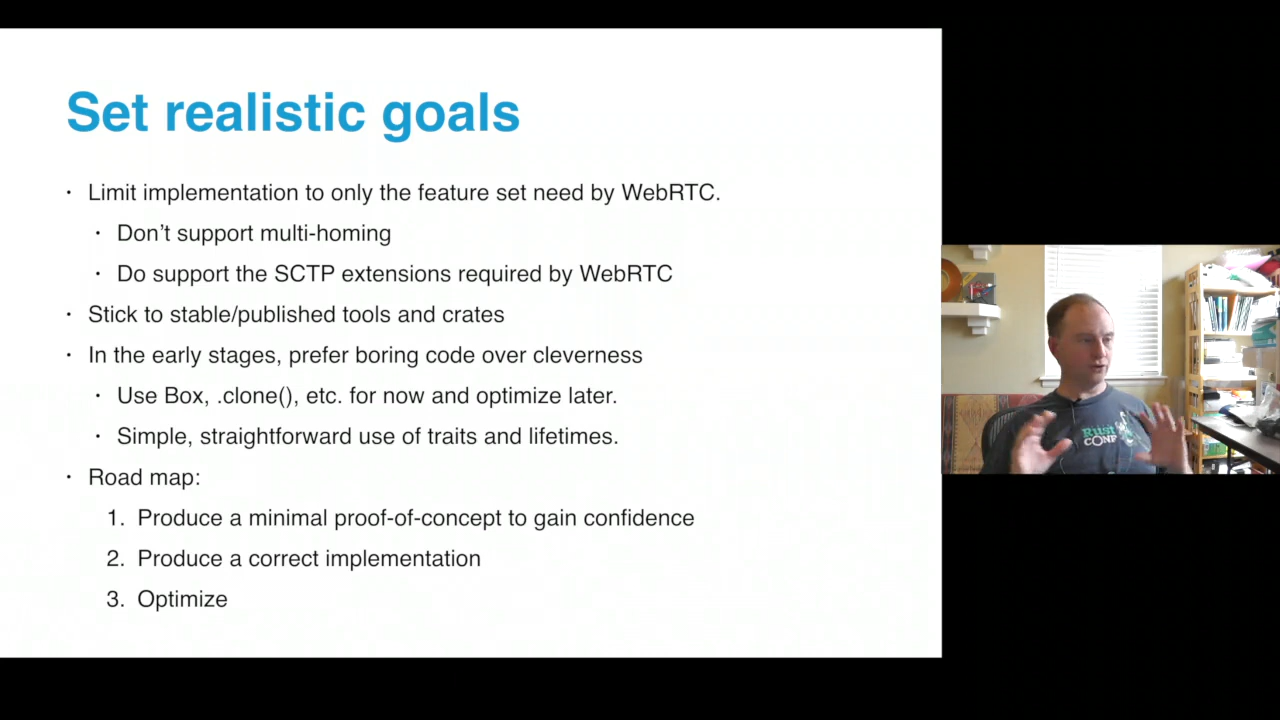 Set realistic goals
• Limit implementation to only the feature set need by WebRTC.
• Don’t support multi-homing
• Do support the SCTP extensions required by WebRTC
• Stick to stable/published tools and crates
• In the early stages, prefer boring code over cleverness
• Use Box, .clone(), etc. for now and optimize later.
• Simple, straightforward use of traits and lifetimes.
• Road map:
1. Produce a minimal proof-of-concept to gain confidence
2. Produce a correct implementation
3. Optimize
Rust
CONF